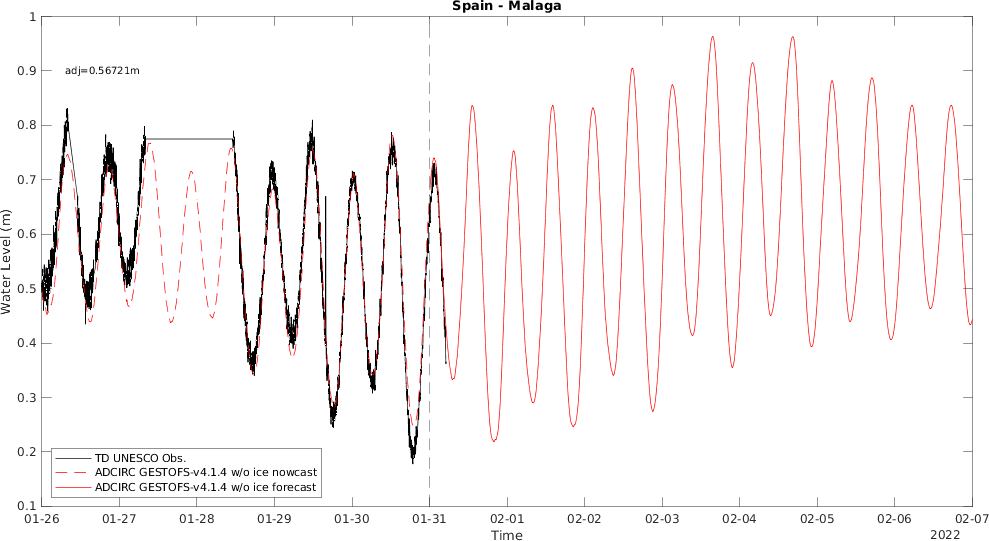 Spain - Malaga
1
0.9
0.8
0.7
0.6
0.5
0.4
0.3
0.2
0.1
Water Level (m)
adj=0.56721m
TD UNESCO Obs.
ADCIRC GESTOFS-v4.1.4 w/o ice nowcast
ADCIRC GESTOFS-v4.1.4 w/o ice forecast
01-26 01-27 01-28 01-29 01-30 01-31 02-01 02-02 02-03 02-04 02-05 02-06 02-07
Time
2022